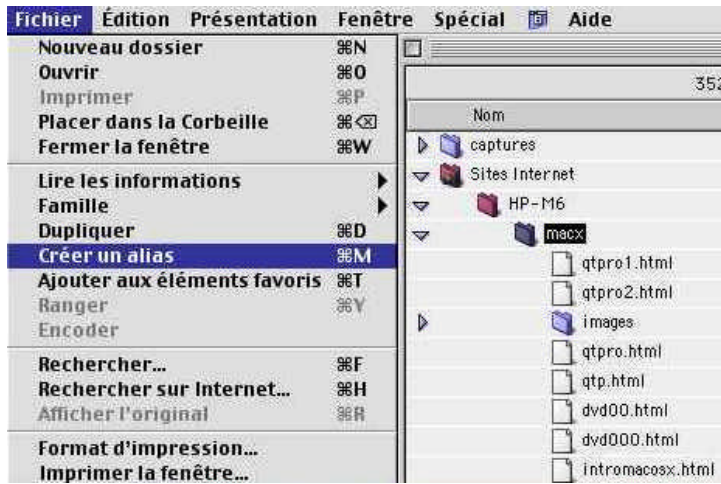 Fichier Édition Présentation Fenêtre Spécial Aide
Nouveau dossier ⌘N
Ouvrir ⌘O
Imprimer ⌘P
Placer dans la Corbeille ⌘⌫
Fermer la fenêtre ⌘W
Lire les informations
Famille
Dupliquer ⌘D
Créer un alias ⌘M
Ajouter aux éléments favoris ⌘T
Ranger ⌘Y
Encoder
Rechercher... ⌘F
Rechercher sur Internet... ⌘H
Afficher l'original ⌘R
Format d'impression...
Imprimer la fenêtre...
352
Nom
captures
Sites Internet
HP-M6
macx
qtpro1.html
qtpro2.html
images
qtpro.html
qtp.html
dvd00.html
dvd000.html
intromacosx.html